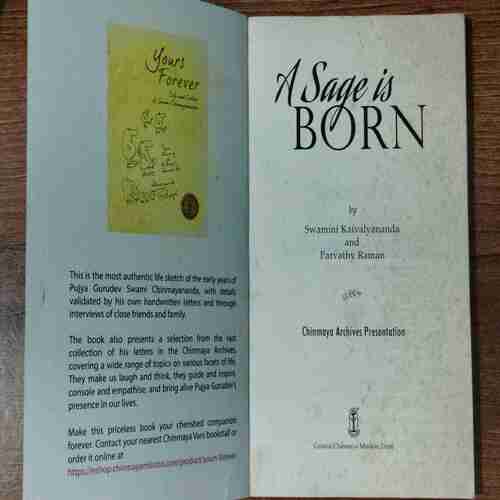 Yours
Forever
This is the most authentic life sketch of the early years of
Pujya Gurudev Swami Chinmayananda, with details
validated by his own handwritten letters and through
interviews of close friends and family.
The book also presents a selection from the vast
collection of his letters in the Chinmaya Archives,
covering a wide range of topics on various facets of life.
They make us laugh and think, they guide and inspire,
console and empathise, and bring alive Pujya Gurudev's
presence in our lives.
Make this priceless book your cherished companion
forever. Contact your nearest Chinmaya Vani bookstall or
order it online at
A Sage is
BORN
by
Swamini Kaivalyananda
and
Parvathy Raman
Chinmaya Archives Presentation
Central Chinmaya Mission Trust